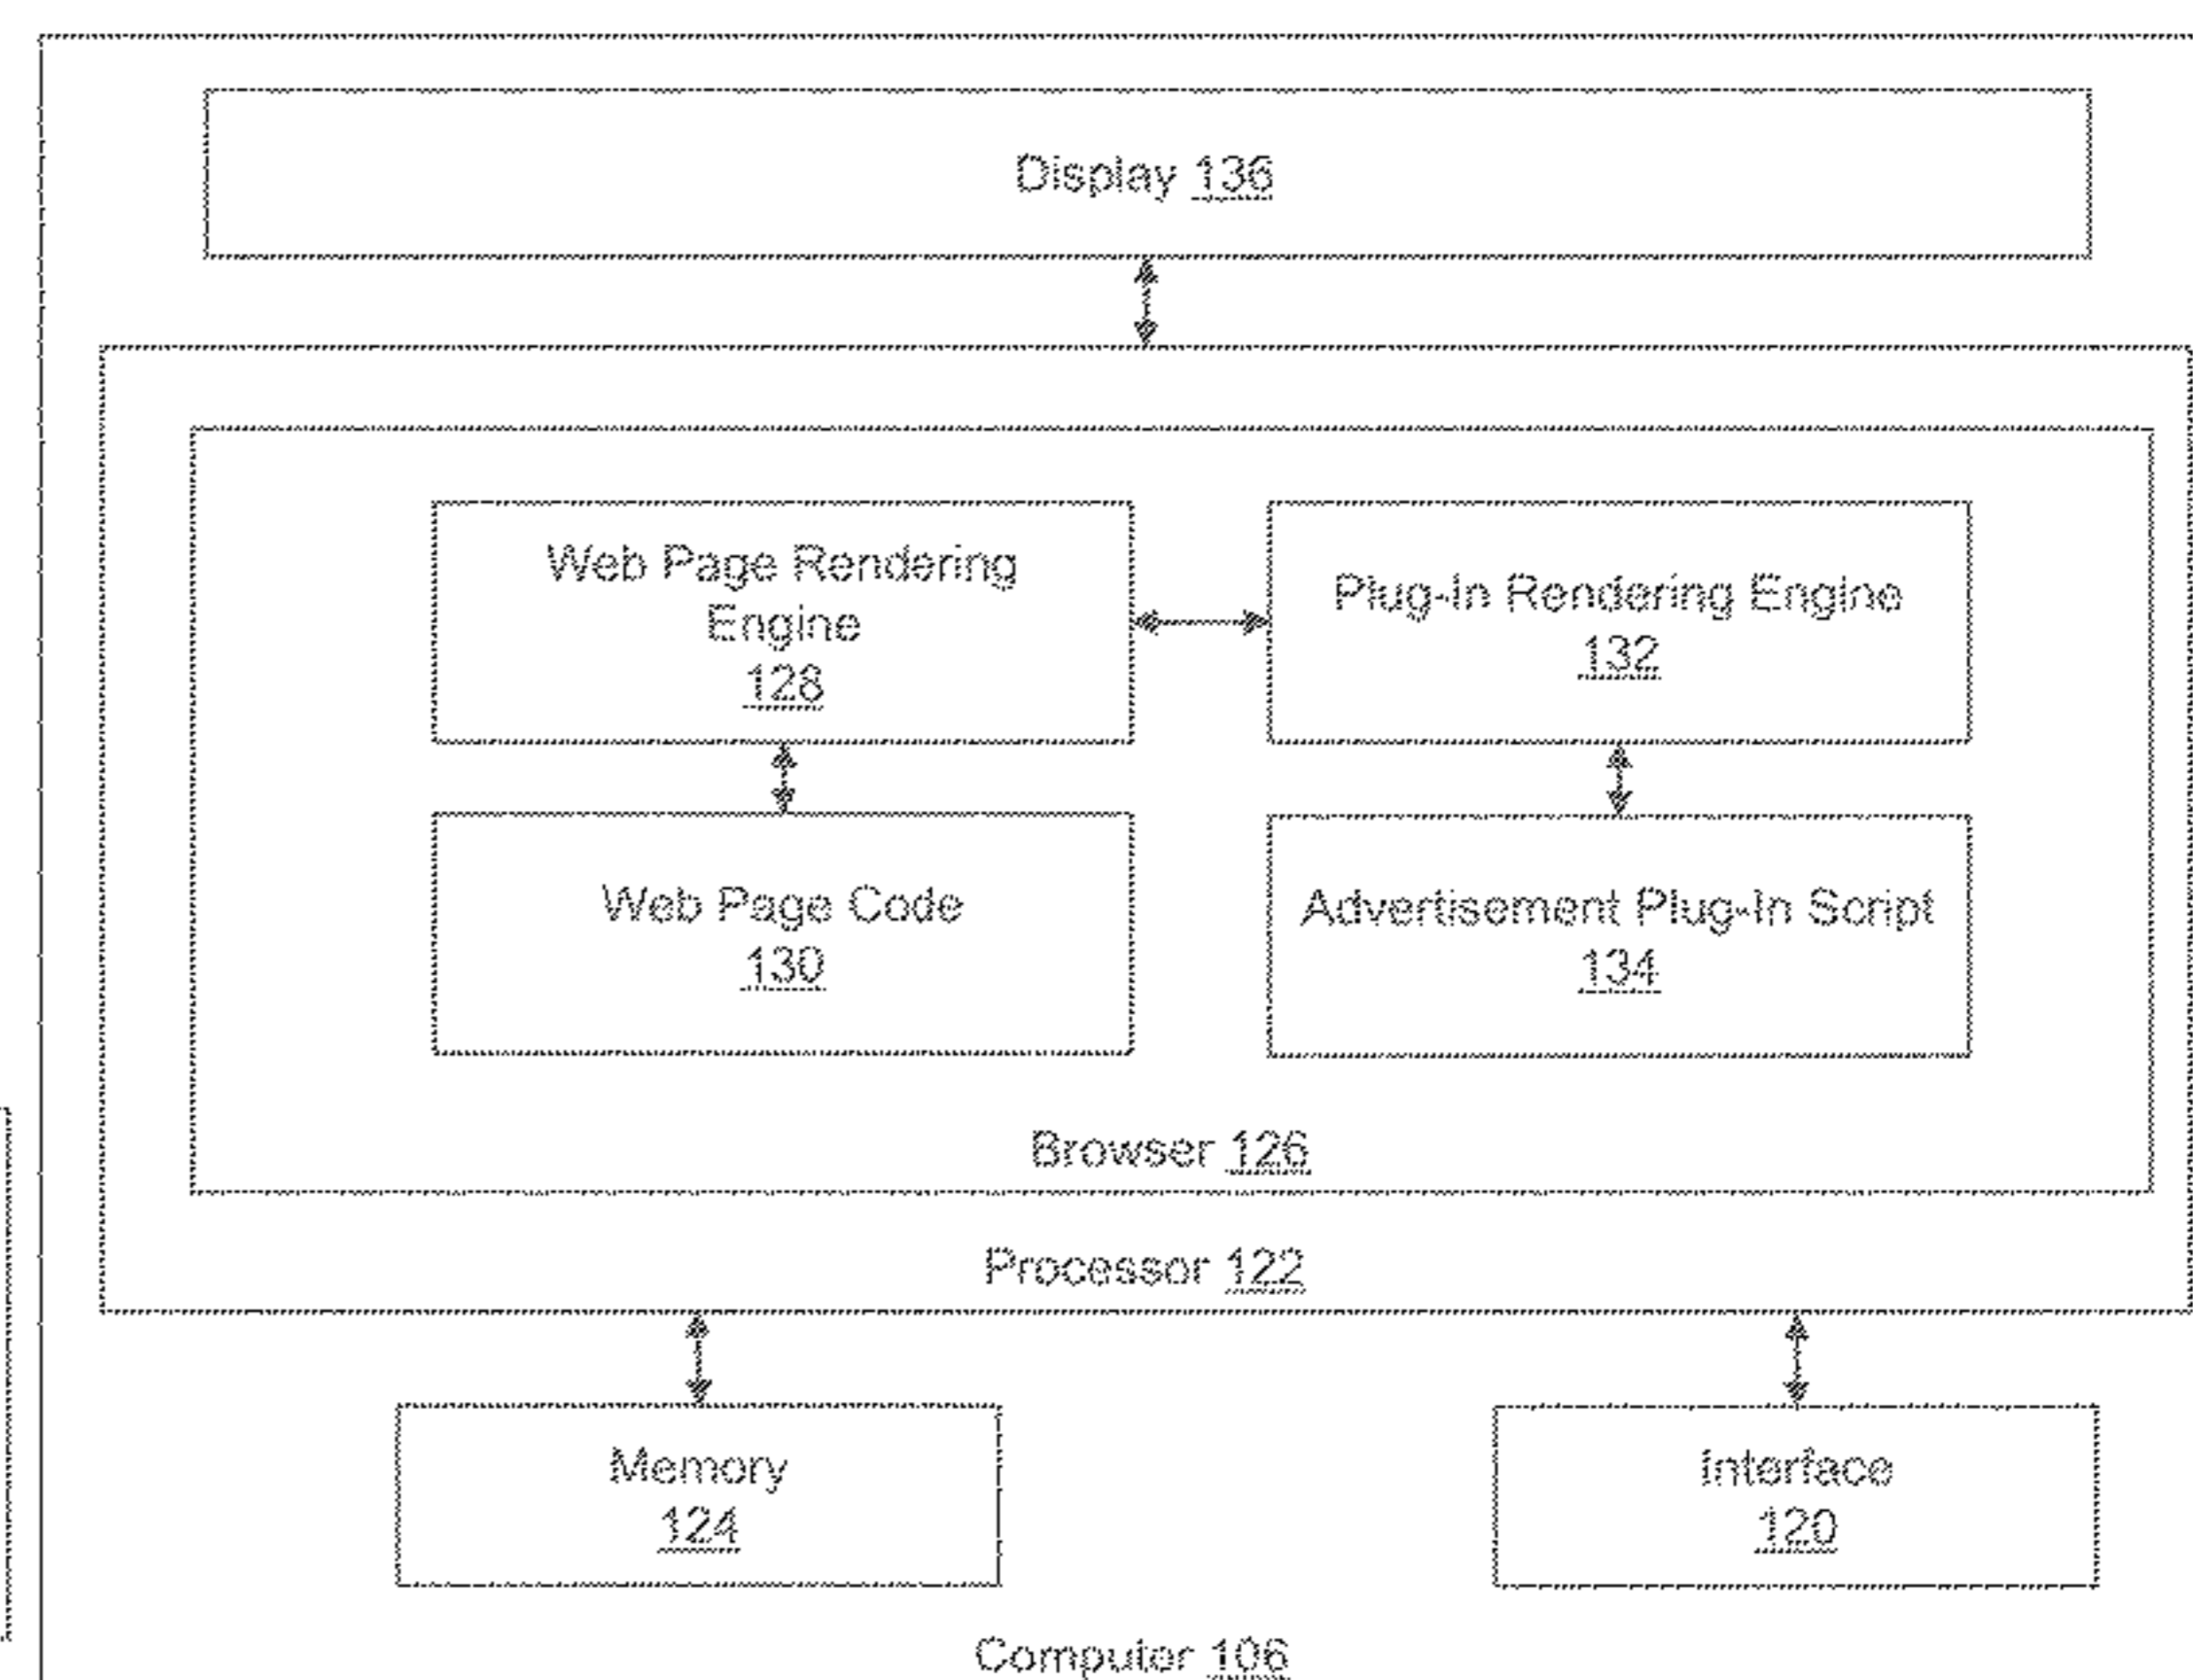 Display 136
Web Page Rendering
Engine
128
Plug-In Rendering Engine
132
Web Page Code
130
Advertisement Plug-In Script
134
Browser 126
Processor 122
Memory
124
Interface
120
Computer 106